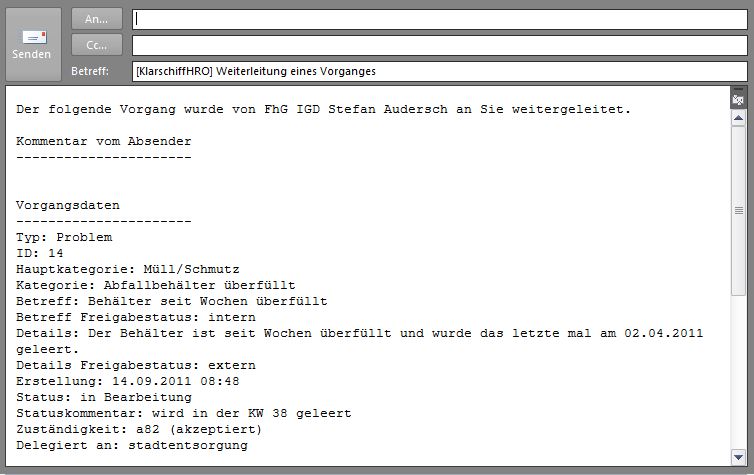 An...
Senden
Cc...
Betreff: [KlarschiffHRO] Weiterleitung eines Vorganges
Der folgende Vorgang wurde von FhG IGD Stefan Audersch an Sie weitergeleitet.
Kommentar vom Absender
----------------------
Vorgangsdaten
----------------------
Typ: Problem
ID: 14
Hauptkategorie: Müll/Schmutz
Kategorie: Abfallbehälter überfüllt
Betreff: Behälter seit Wochen überfüllt
Betreff Freigabestatus: intern
Details: Der Behälter ist seit Wochen überfüllt und wurde das letzte mal am 02.04.2011
geleert.
Details Freigabestatus: extern
Erstellung: 14.09.2011 08:48
Status: in Bearbeitung
Statuskommentar: wird in der KW 38 geleert
Zuständigkeit: a82 (akzeptiert)
Delegiert an: stadtentsorgung